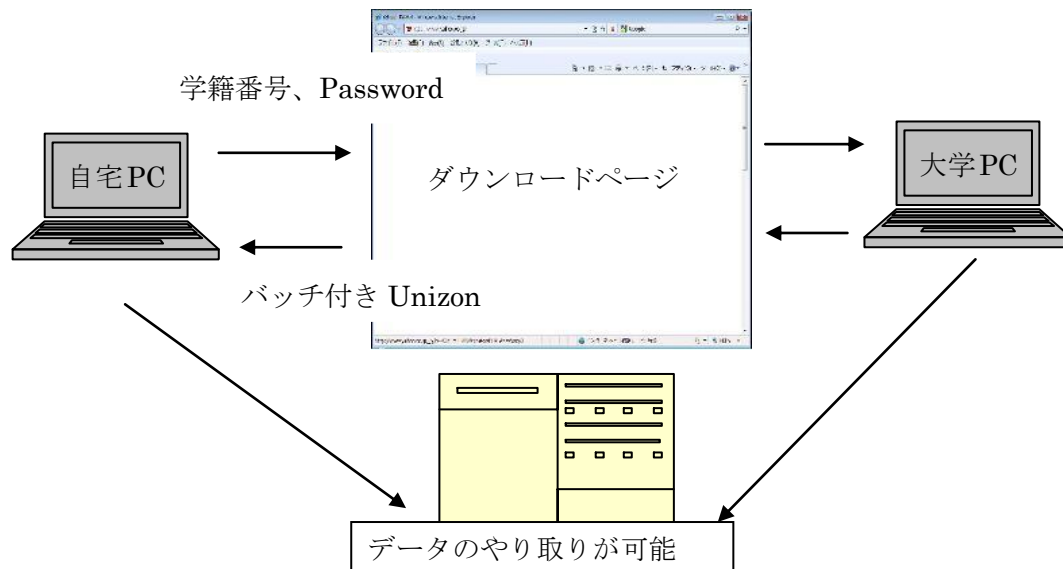 学籍番号、Password
自宅PC
ダウンロードページ
大学PC
バッチ付き Unizon
データのやり取りが可能